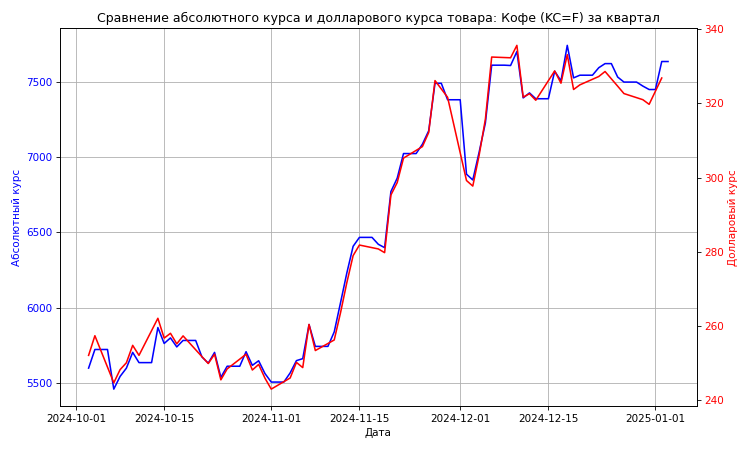 Сравнение абсолютного курса и долларового курса товара: Кофе (KC=F) за квартал
340
7500
320
7000
300
Абсолютный курс
Долларовый курс
6500
280
6000
260
5500
240
2024-10-01 2024-10-15 2024-11-01 2024-11-15 2024-12-01 2024-12-15 2025-01-01
Дата